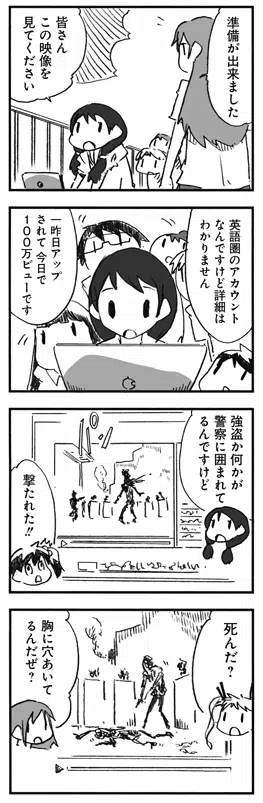 準備が出来ました
皆さん
この映像を
見てください
英語圏のアカウント
なんですけど詳細は
わかりません
一昨日アップ
されて今日で
100万ビューです
強盗か何かが
警察に囲まれて
るんですけど
撃たれた!!
死んだ？
胸に穴あいて
るんだぜ？